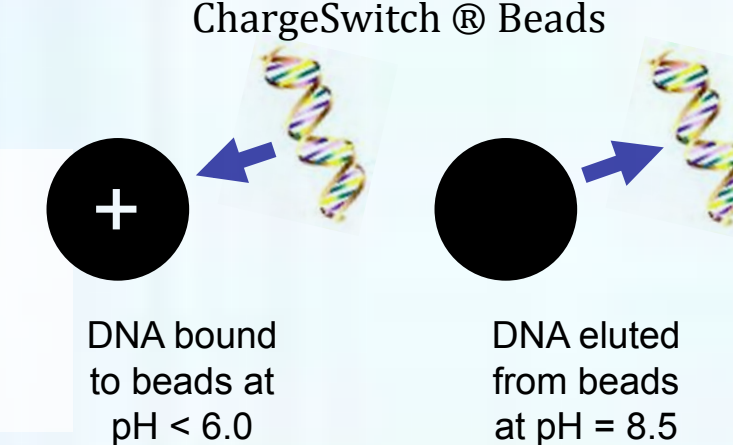 ChargeSwitch ® Beads
+
DNA bound
to beads at
pH < 6.0
DNA eluted
from beads
at pH = 8.5